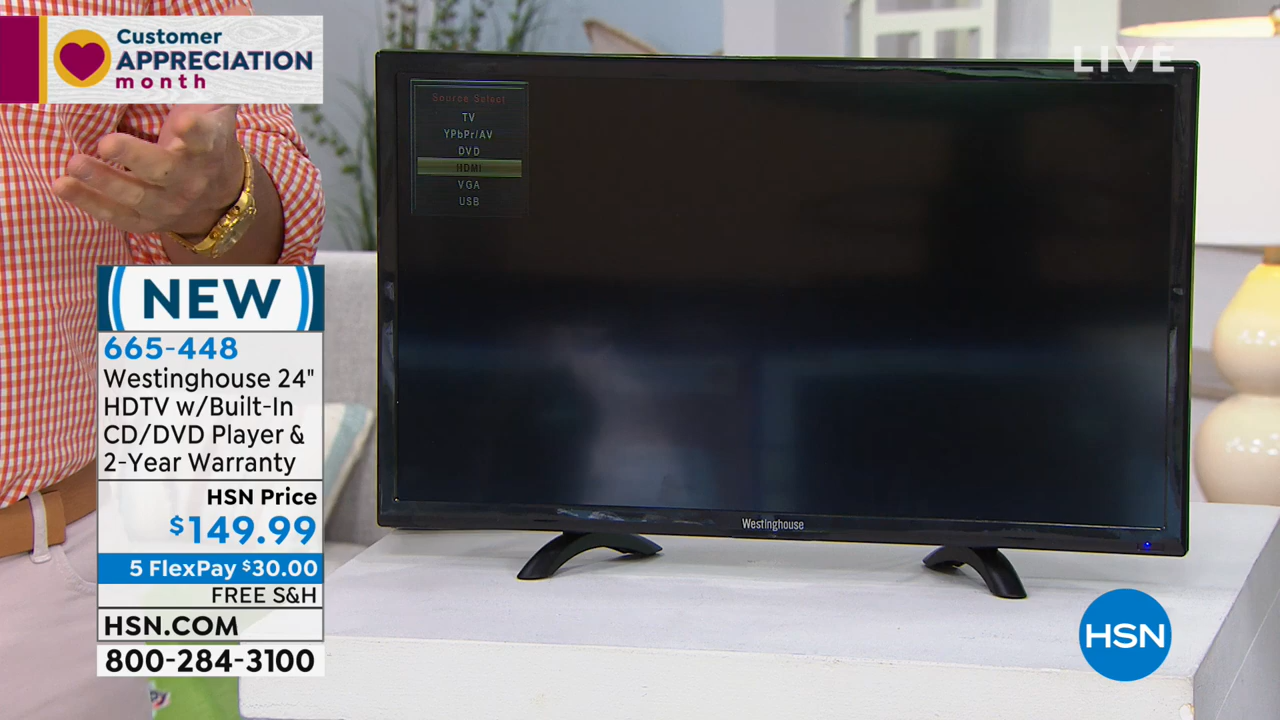 Customer
APPRECIATION
month
LIVE
Source Select
TV
YPbPr/AV
DVD
HDMI
VGA
USB
NEW
665-448
Westinghouse 24"
HDTV w/Built-In
CD/DVD Player &
2-Year Warranty
HSN Price
$149.99
5 FlexPay $30.00
FREE S&H
HSN.COM
800-284-3100
Westinghouse
HSN